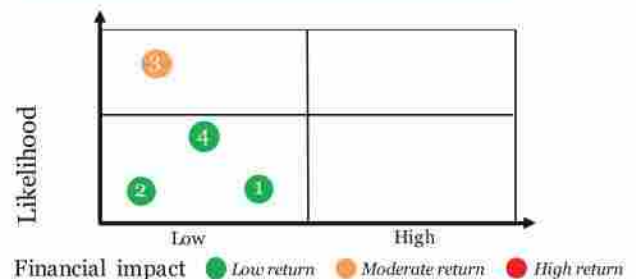 3
4
2
1
Likelihood
Low High
Financial impact Low return Moderate return High return